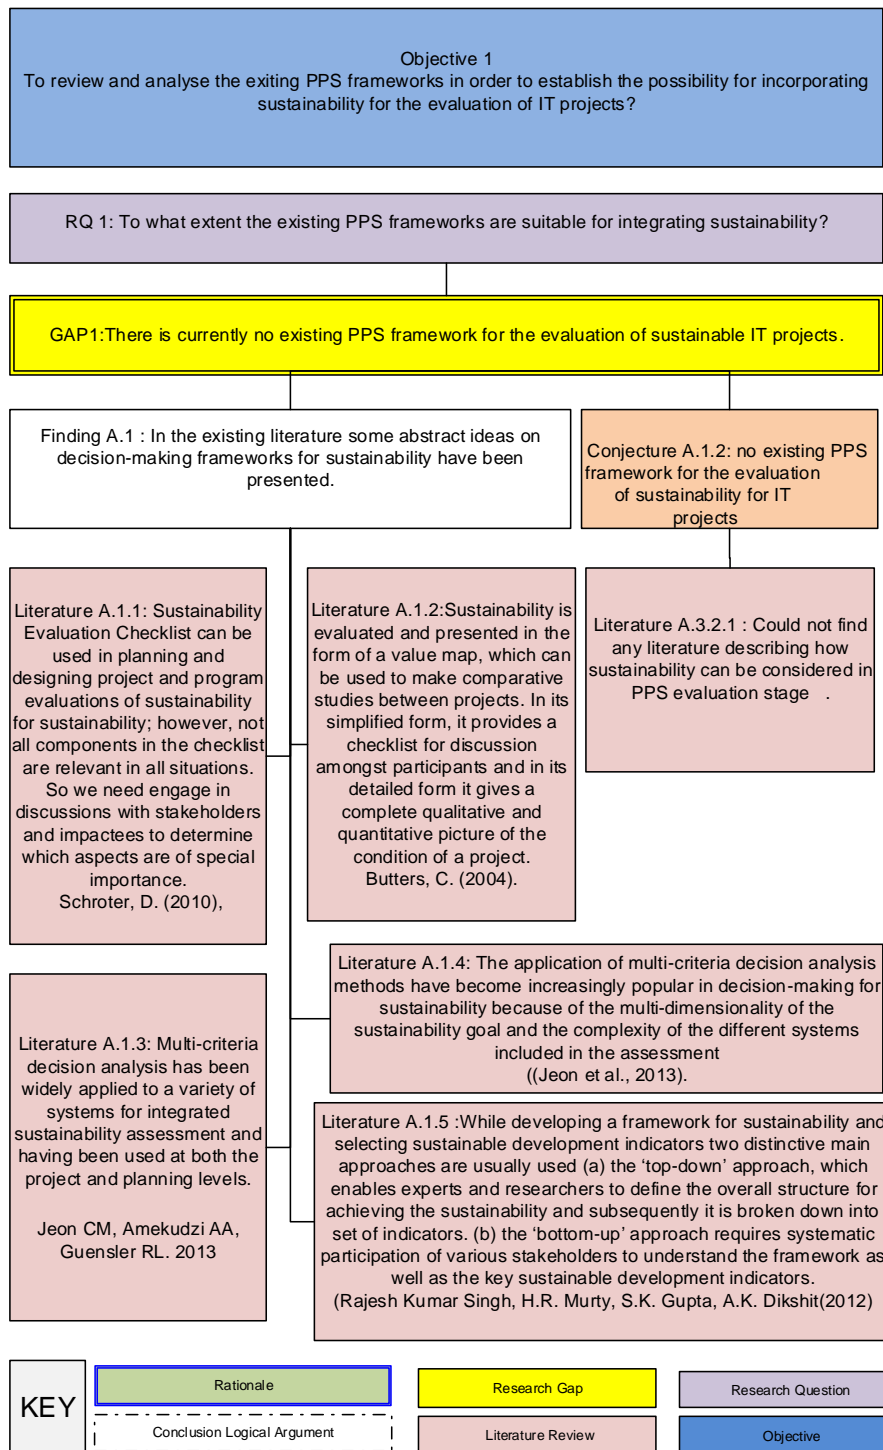 Objective 1
To review and analyse the exiting PPS frameworks in order to establish the possibility for incorporating
sustainability for the evaluation of IT projects?
RQ 1: To what extent the existing PPS frameworks are suitable for integrating sustainability?
GAP1:There is currently no existing PPS framework for the evaluation of sustainable IT projects.
Finding A.1 : In the existing literature some abstract ideas on
decision-making frameworks for sustainability have been
presented.
Conjecture A.1.2: no existing PPS
framework for the evaluation
of sustainability for IT
projects
Literature A.1.1: Sustainability
Evaluation Checklist can be
used in planning and
designing project and program
evaluations of sustainability
for sustainability; however, not
all components in the checklist
are relevant in all situations.
So we need engage in
discussions with stakeholders
and impactees to determine
which aspects are of special
importance.
Schroter, D. (2010),
Literature A.1.2:Sustainability is
evaluated and presented in the
form of a value map, which can
be used to make comparative
studies between projects. In its
simplified form, it provides a
checklist for discussion
amongst participants and in its
detailed form it gives a
complete qualitative and
quantitative picture of the
condition of a project.
Butters, C. (2004).
Literature A.3.2.1 : Could not find
any literature describing how
sustainability can be considered in
PPS evaluation stage .
Literature A.1.3: Multi-criteria
decision analysis has been
widely applied to a variety of
systems for integrated
sustainability assessment and
having been used at both the
project and planning levels.
Jeon CM, Amekudzi AA,
Guensler RL. 2013
Literature A.1.4: The application of multi-criteria decision analysis
methods have become increasingly popular in decision-making for
sustainability because of the multi-dimensionality of the
sustainability goal and the complexity of the different systems
included in the assessment
((Jeon et al., 2013).
Literature A.1.5 :While developing a framework for sustainability and
selecting sustainable development indicators two distinctive main
approaches are usually used (a) the ‘top-down’ approach, which
enables experts and researchers to define the overall structure for
achieving the sustainability and subsequently it is broken down into
set of indicators. (b) the ‘bottom-up’ approach requires systematic
participation of various stakeholders to understand the framework as
well as the key sustainable development indicators.
(Rajesh Kumar Singh, H.R. Murty, S.K. Gupta, A.K. Dikshit(2012)
KEY
Rationale
Research Gap
Research Question
Conclusion Logical Argument
Literature Review
Objective